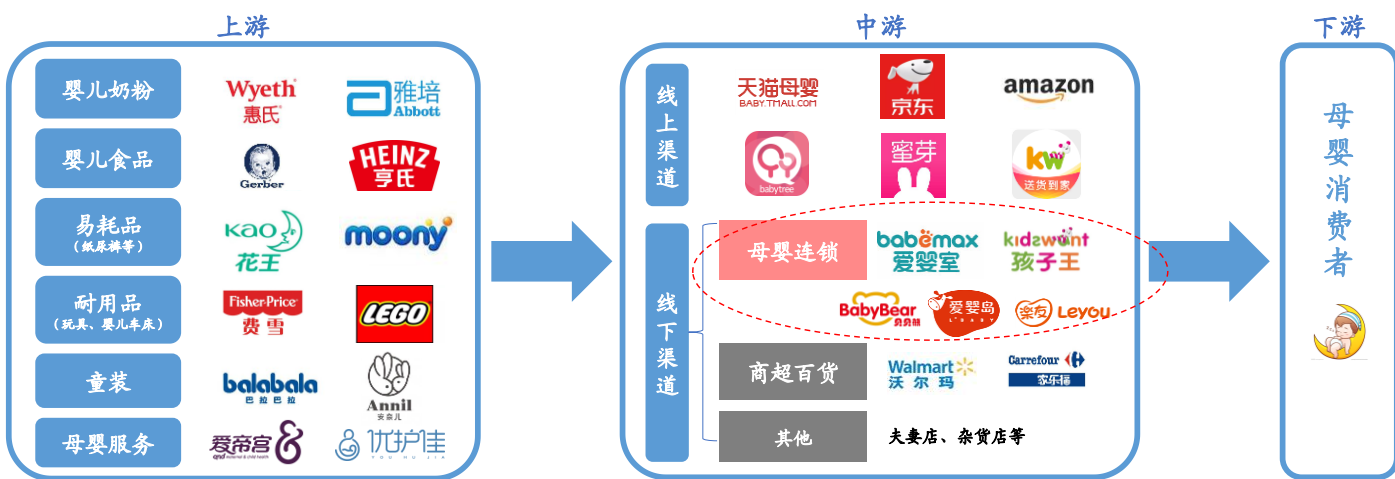 上游
婴儿奶粉
Wyeth
惠氏
雅培
Abbott
婴儿食品
Gerber
HEINZ
亨氏
易耗品
(纸尿裤等)
KAO
花王
moony
耐用品
(玩具、婴儿车床)
Fisher-Price
费雪
LEGO
童装
balabala
巴拉巴拉
Annil
安奈儿
母婴服务
爱帝宫
优护佳
YOU HU JIA
中游
线上渠道
天猫母婴
BABY.TMALL.COM
京东
amazon
babytree
蜜芽
kw
送货到家
线下渠道
母婴连锁
babemax
爱婴室
kidswant
孩子王
BabyBear
贝贝熊
爱婴岛
L'BABY
乐友 Leyou
商超百货
Walmart
沃尔玛
Carrefour
家乐福
其他
夫妻店、杂货店等
下游
母婴消费者